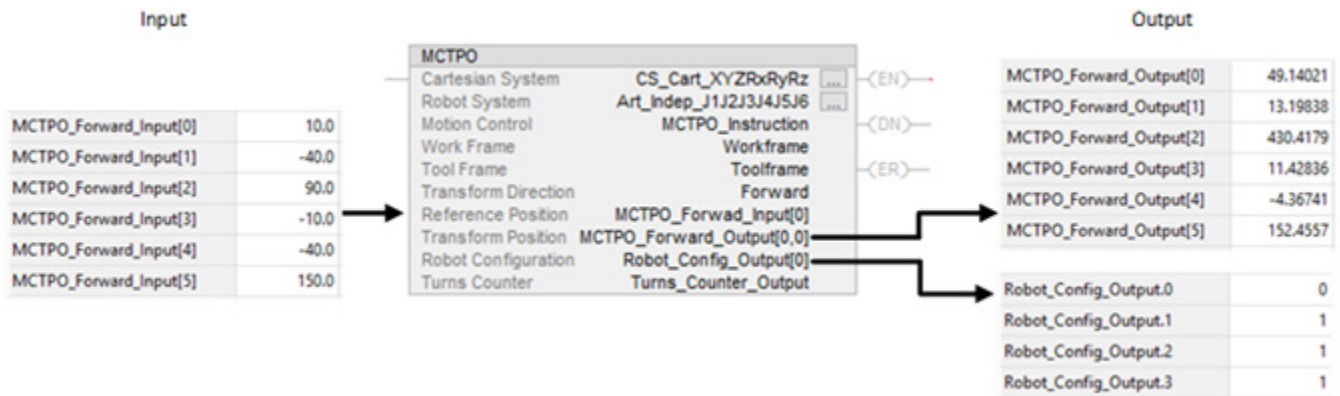 Input
Output
MCTPO
Cartesian System CS_Cart_XYZRxRyRz ... (EN)
Robot System Art_Indep_J1J2J3J4J5J6 ...
Motion Control MCTPO_Instruction (DN)
Work Frame Workframe
Tool Frame Toolframe (ER)
Transform Direction Forward
Reference Position MCTPO_Forwad_Input[0]
Transform Position MCTPO_Forward_Output[0,0]
Robot Configuration Robot_Config_Output[0]
Turns Counter Turns_Counter_Output
MCTPO_Forward_Input[0] 10.0
MCTPO_Forward_Input[1] -40.0
MCTPO_Forward_Input[2] 90.0
MCTPO_Forward_Input[3] -10.0
MCTPO_Forward_Input[4] -40.0
MCTPO_Forward_Input[5] 150.0
MCTPO_Forward_Output[0] 49.14021
MCTPO_Forward_Output[1] 13.19838
MCTPO_Forward_Output[2] 430.4179
MCTPO_Forward_Output[3] 11.42836
MCTPO_Forward_Output[4] -4.36741
MCTPO_Forward_Output[5] 152.4557
Robot_Config_Output.0 0
Robot_Config_Output.1 1
Robot_Config_Output.2 1
Robot_Config_Output.3 1